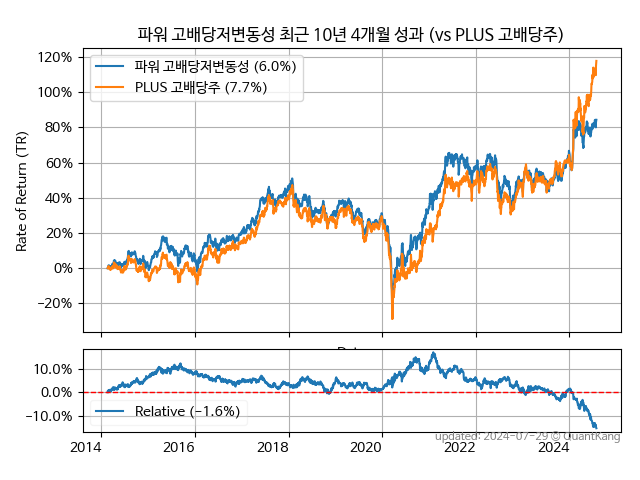 파워 고배당저변동성 최근 10년 4개월 성과 (vs PLUS 고배당주)
파워 고배당저변동성 (6.0%)
PLUS 고배당주 (7.7%)
Rate of Return (TR)
120%
100%
80%
60%
40%
20%
0%
−20%
10.0%
0.0%
−10.0%
Relative (−1.6%)
2014
2016
2018
2020
2022
2024
updated: 2024-07-29 © QuantKang